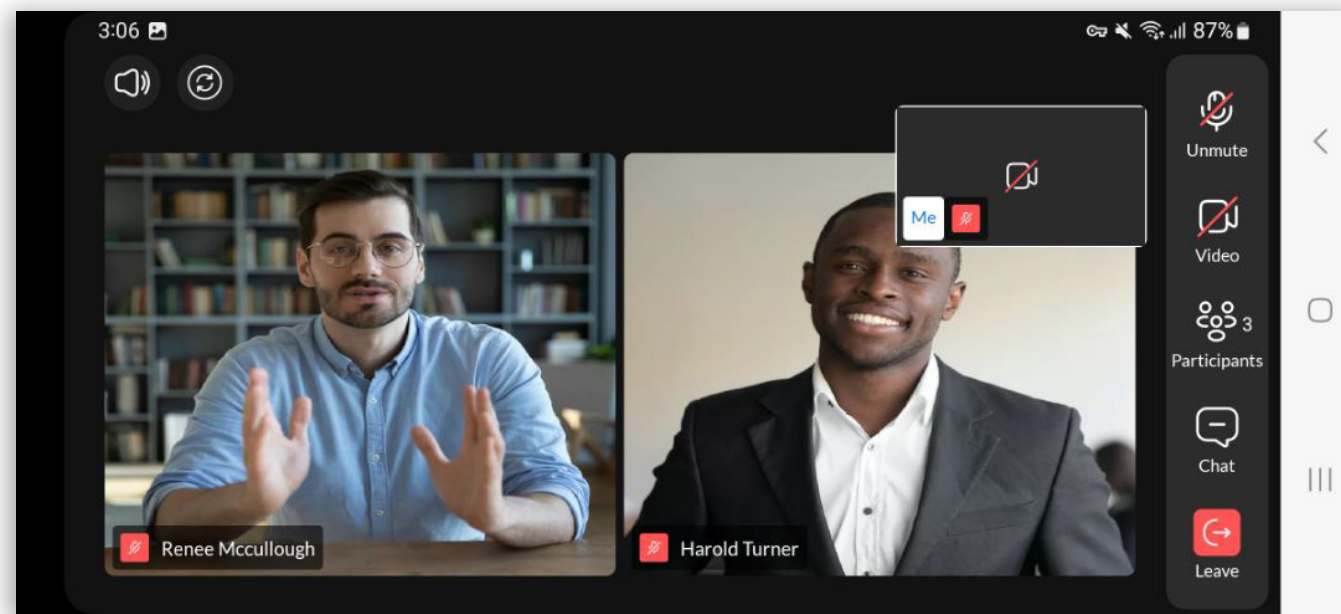 3:06
87%
Me
Unmute
Video
3
Participants
Chat
Leave
Renee Mccullough
Harold Turner